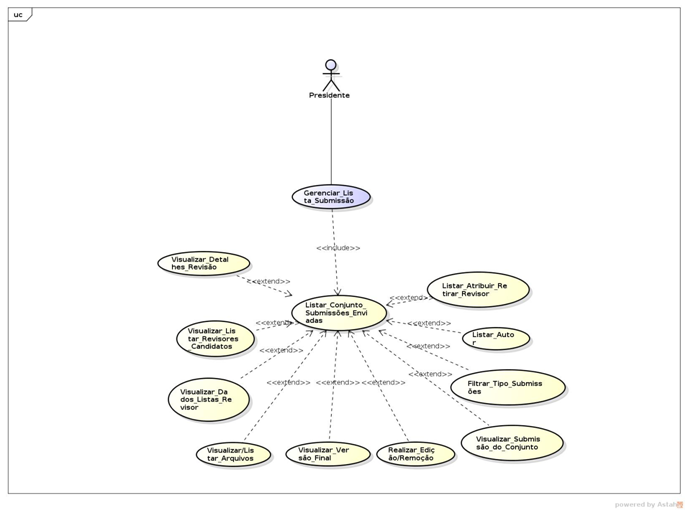 uc
Presidente
Gerenciar_Lis
ta_Submissão
<<include>>
Visualizar_Detal
hes_Revisão
<<extend>>
Listar_Atribuir_Re
tirar_Revisor
<<extend>>
Listar_Conjunto_
Submissões_Envi
adas
Visualizar_Lis
tar_Revisores
Candidatos
<<extend>>
<<extend>>
Listar_Auto
r
<<extend>>
Visualizar_Da
dos_Listas_Re
visor
<<extend>>
<<extend>>
<<extend>>
<<extend>>
Filtrar_Tipo_Submiss
ões
Visualizar/Lis
tar_Arquivos
Visualizar_Ver
são_Final
Realizar_Ediç
ão/Remoção
Visualizar_Submis
são_do_Conjunto
powered by Astah